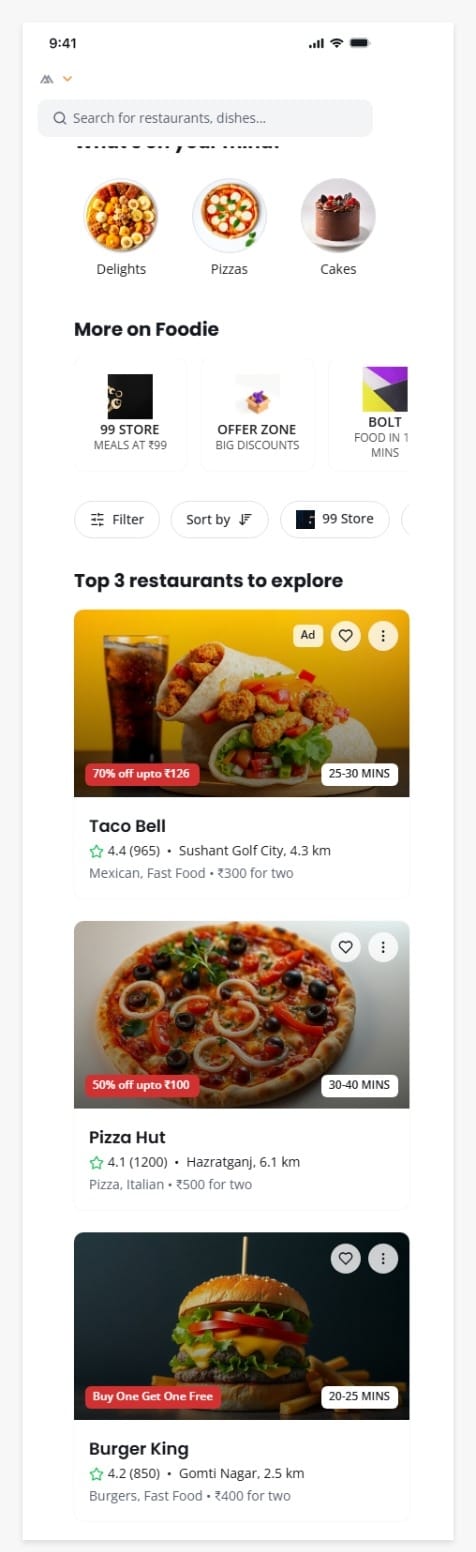 9:41
Search for restaurants, dishes...
What's on your mind?
Delights
Pizzas
Cakes
More on Foodie
99 STORE
MEALS AT ₹99
OFFER ZONE
BIG DISCOUNTS
BOLT
FOOD IN 1
MINS
Filter
Sort by
99 Store
Top 3 restaurants to explore
Ad
70% off upto ₹126
25-30 MINS
Taco Bell
4.4 (965) • Sushant Golf City, 4.3 km
Mexican, Fast Food • ₹300 for two
50% off upto ₹100
30-40 MINS
Pizza Hut
4.1 (1200) • Hazratganj, 6.1 km
Pizza, Italian • ₹500 for two
Buy One Get One Free
20-25 MINS
Burger King
4.2 (850) • Gomti Nagar, 2.5 km
Burgers, Fast Food • ₹400 for two